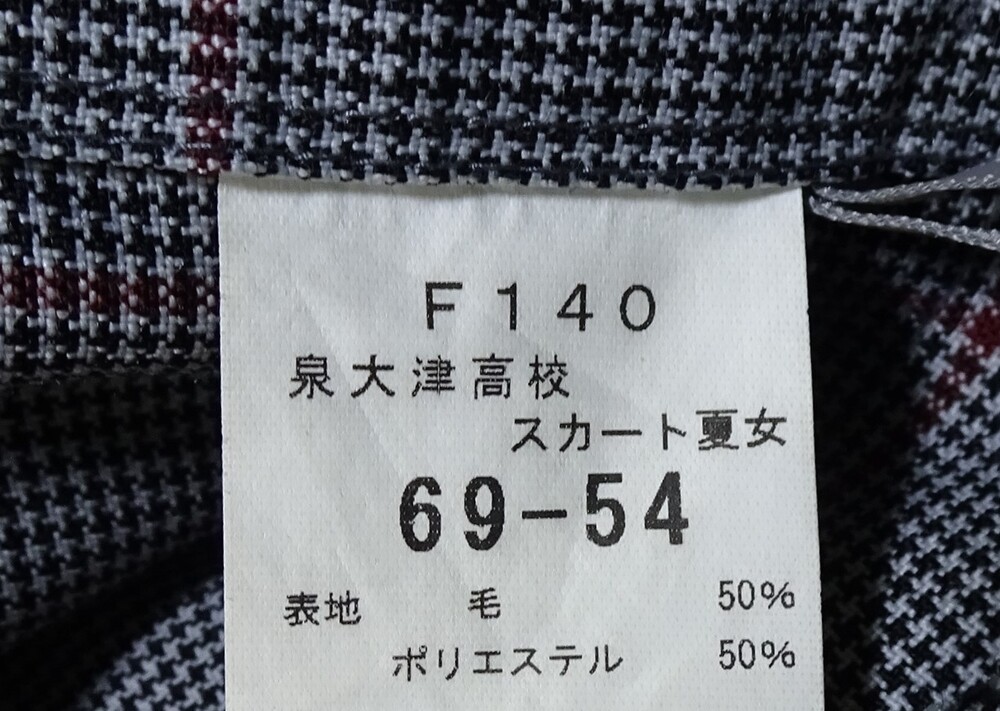 F140
泉大津高校
スカート夏女
69-54
表地 毛 50%
ポリエステル 50%